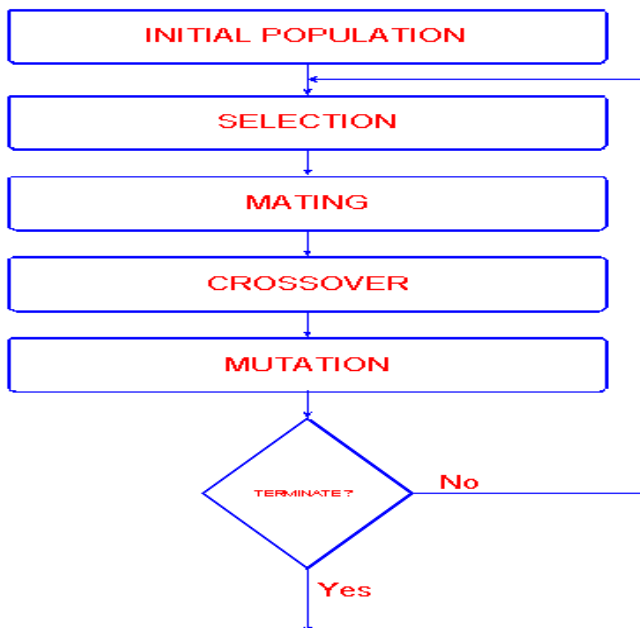 INITIAL POPULATION
SELECTION
MATING
CROSSOVER
MUTATION
TERMINATE?
No
Yes